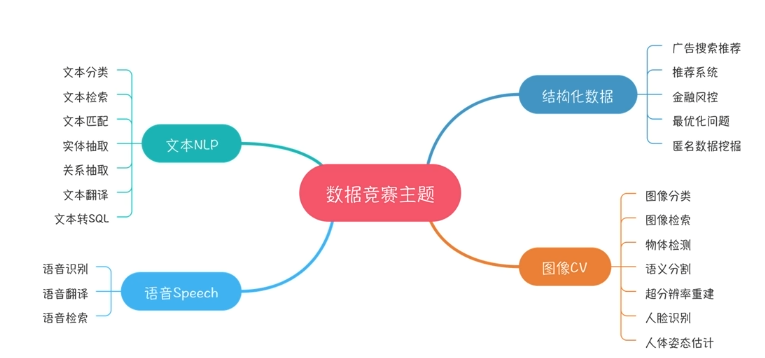 数据竞赛主题
文本NLP
文本分类
文本检索
文本匹配
实体抽取
关系抽取
文本翻译
文本转SQL
语音Speech
语音识别
语音翻译
语音检索
结构化数据
广告搜索推荐
推荐系统
金融风控
最优化问题
匿名数据挖掘
图像CV
图像分类
图像检索
物体检测
语义分割
超分辨率重建
人脸识别
人体姿态估计